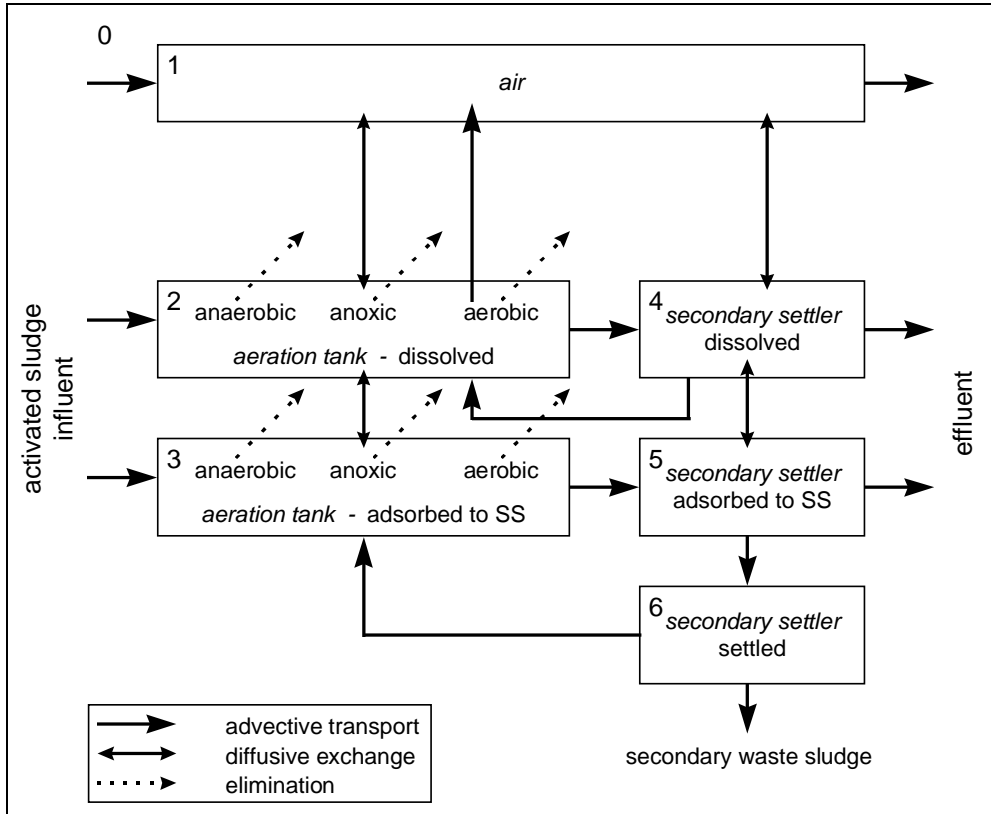 0
1
air
2
anaerobic anoxic aerobic
aeration tank - dissolved
4
secondary settler
dissolved
activated sludge
influent
effluent
3
anaerobic anoxic aerobic
aeration tank - adsorbed to SS
5
secondary settler
adsorbed to SS
6
secondary settler
settled
advective transport
diffusive exchange
elimination
secondary waste sludge